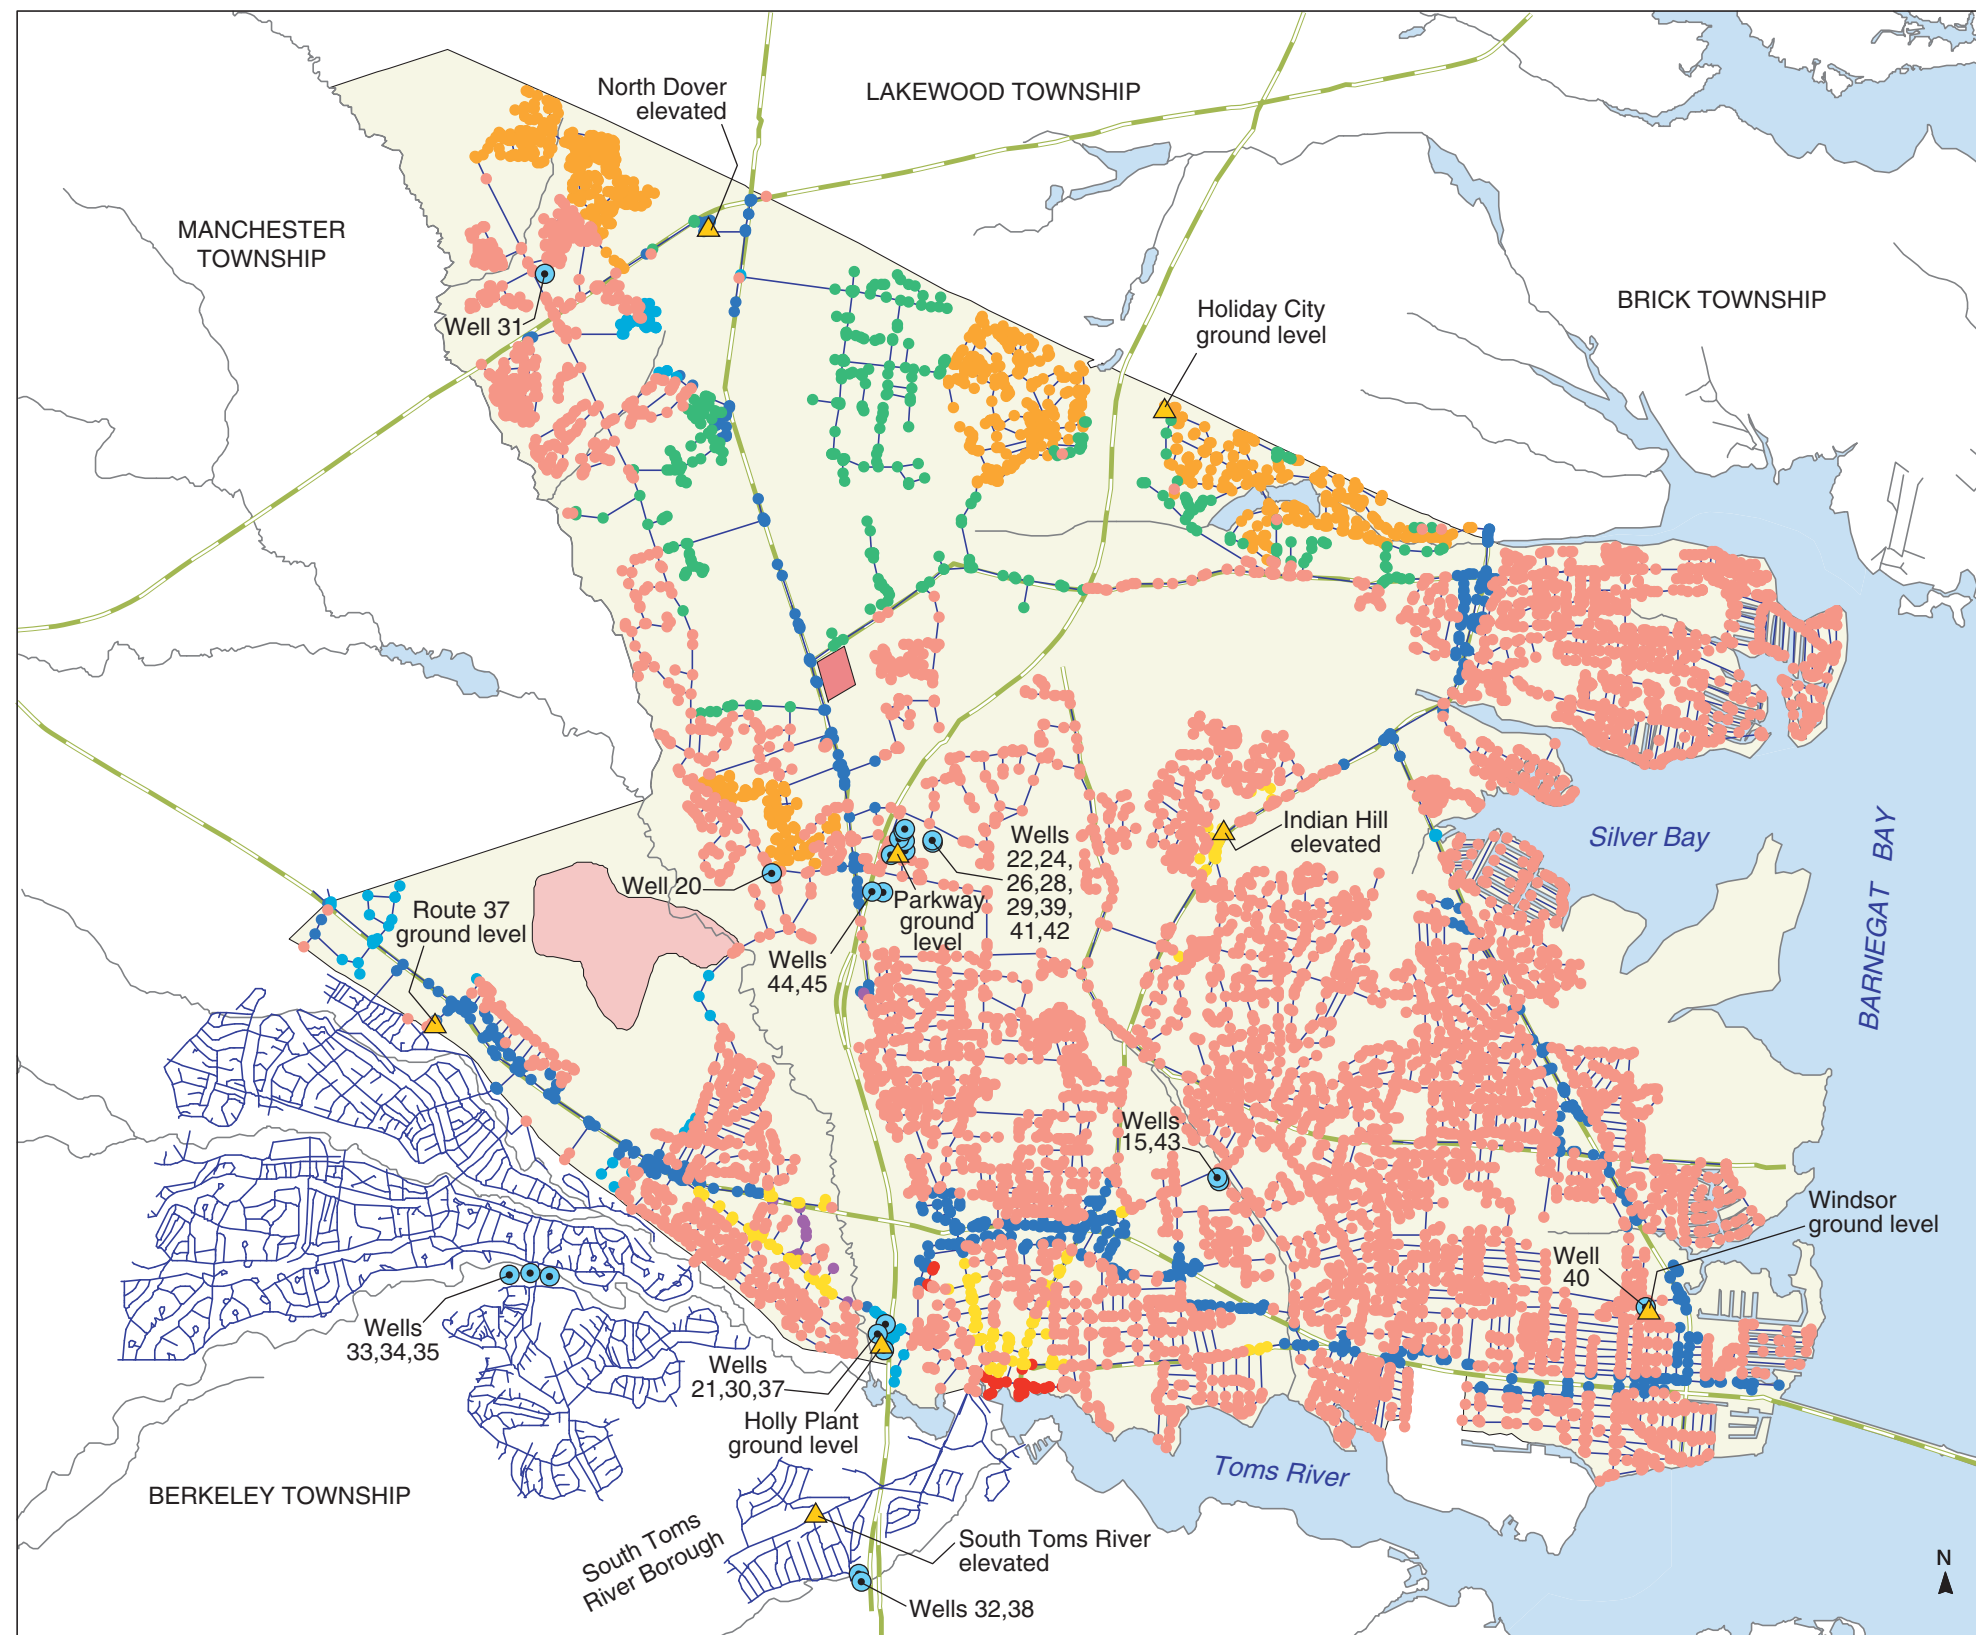 North Dover
elevated
LAKEWOOD TOWNSHIP
MANCHESTER
TOWNSHIP
BRICK TOWNSHIP
Holiday City
ground level
Well 31
Indian Hill
elevated
Silver Bay
BARNEGAT BAY
Wells
22,24,
26,28,
29,39,
41,42
Well 20
Parkway
ground
level
Route 37
ground level
Wells
44,45
Wells
15,43
Windsor
ground level
Well
40
Wells
33,34,35
Wells
21,30,37
Holly Plant
ground level
Toms River
BERKELEY TOWNSHIP
South Toms
River Borough
South Toms River
elevated
Wells 32,38
N